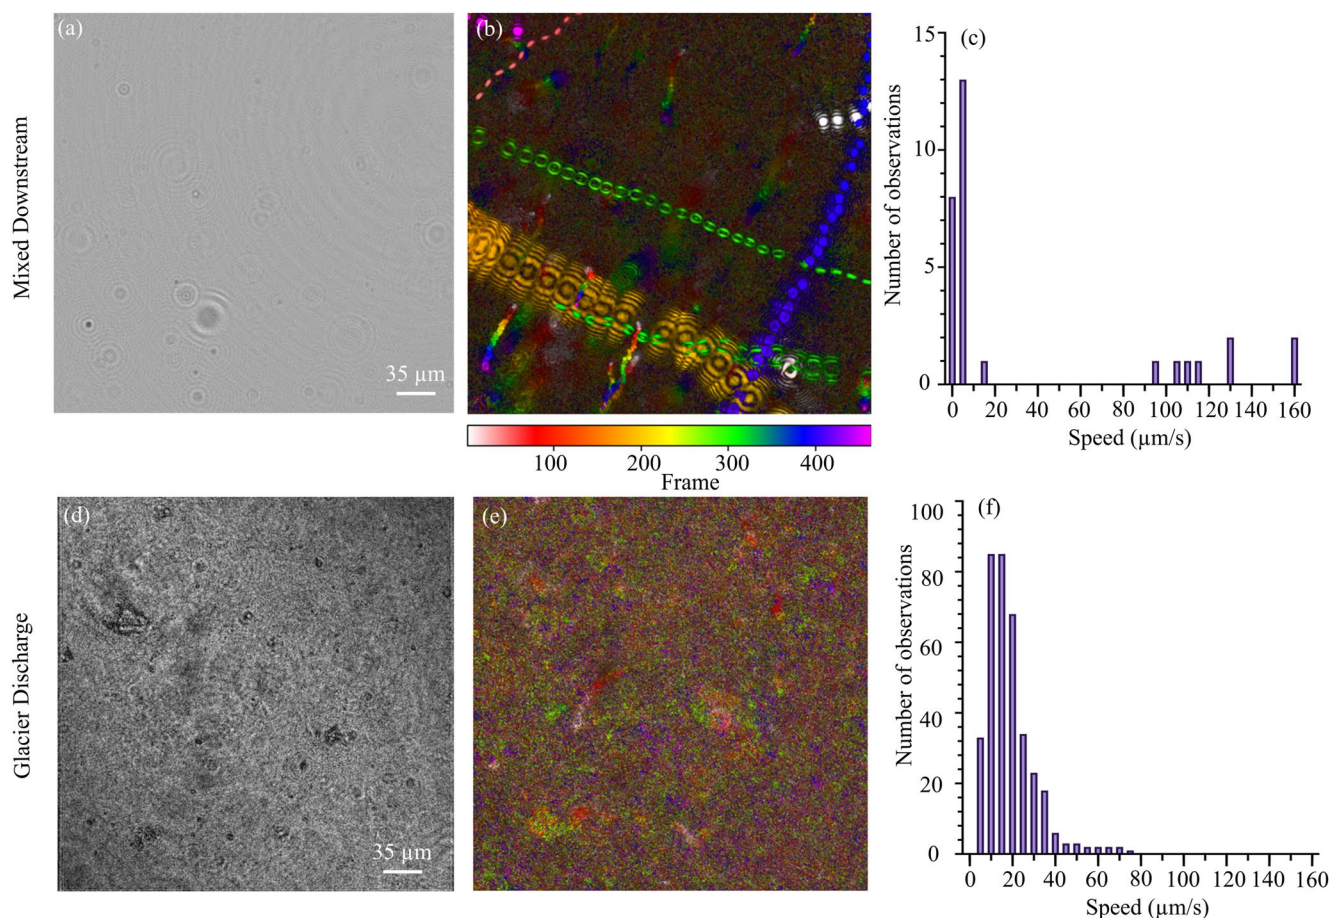 Mixed Downstream
(a)
35 µm
(b)
100 200 300 400
Frame
(c)
15
10
5
0
Number of observations
0 20 40 60 80 100 120 140 160
Speed (µm/s)
Glacier Discharge
(d)
35 µm
(e)
(f)
100
80
60
40
20
0
Number of observations
0 20 40 60 80 100 120 140 160
Speed (µm/s)